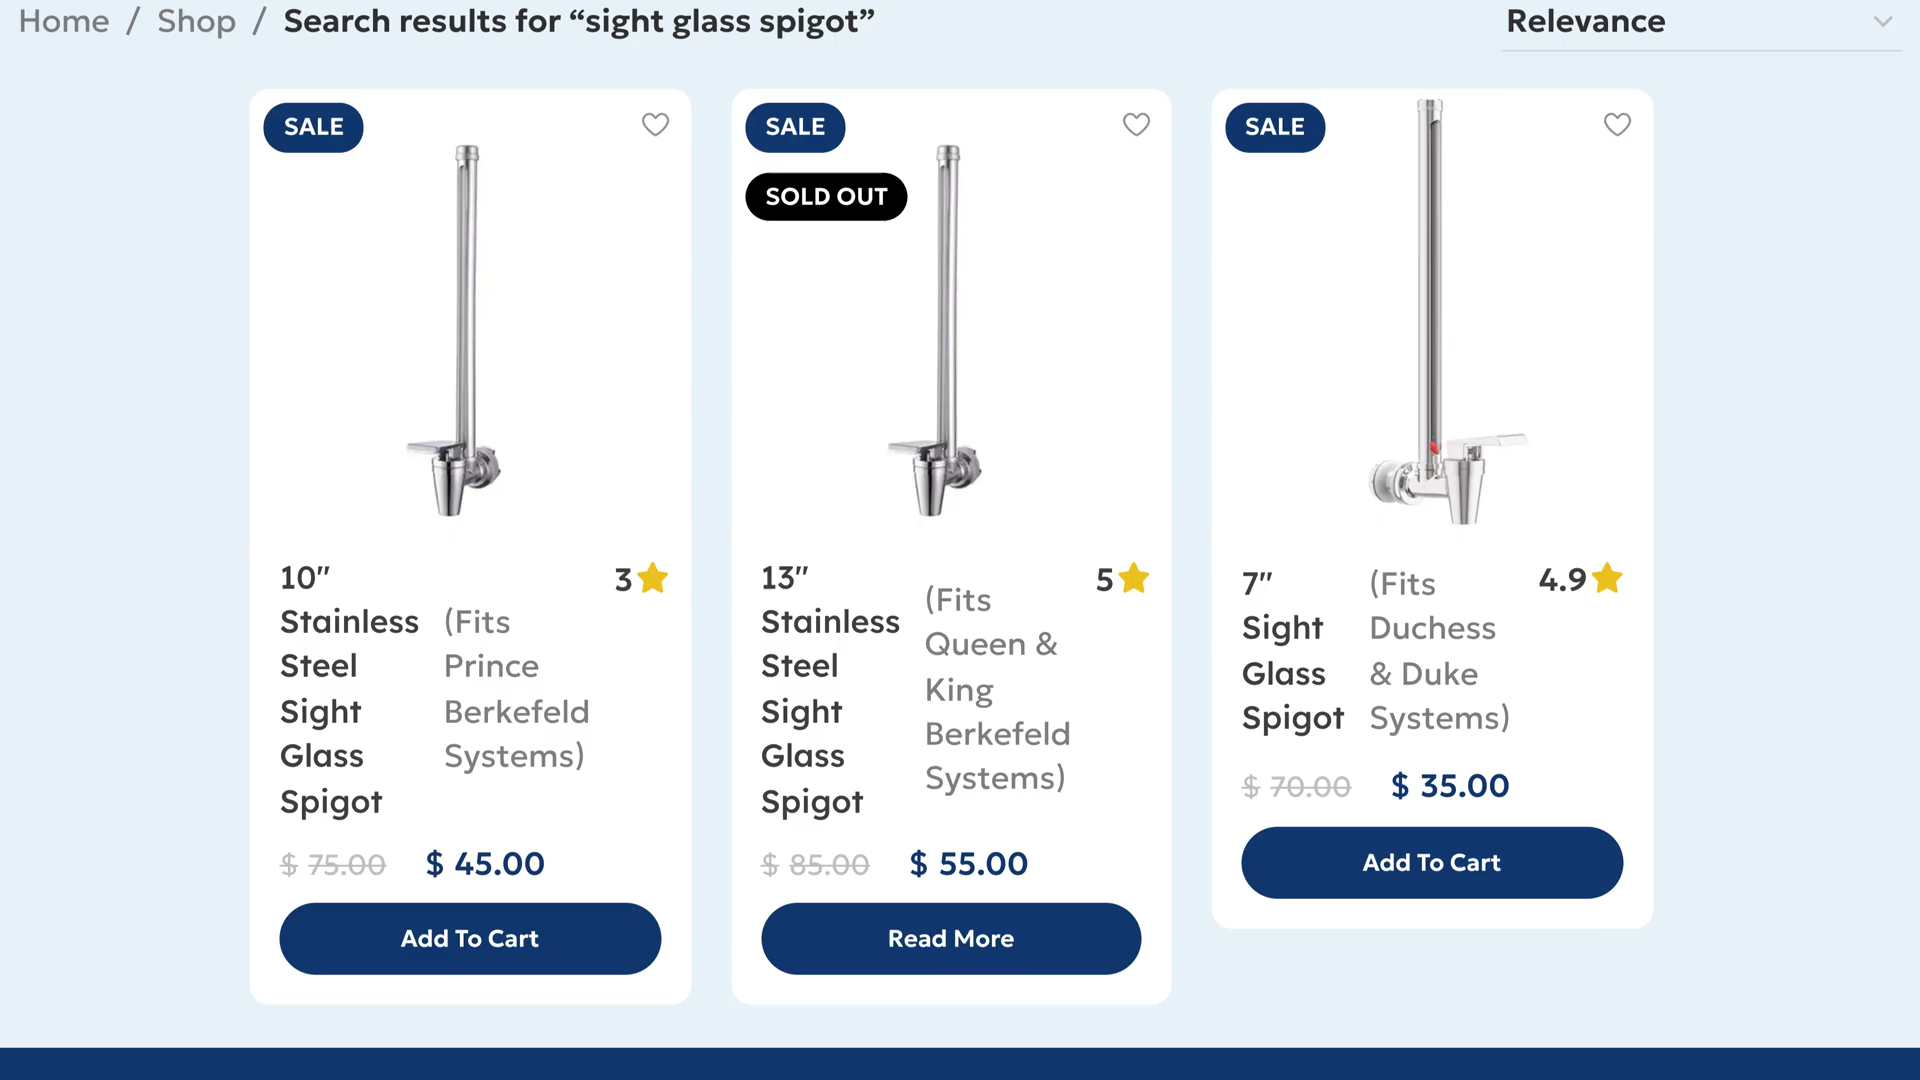 Home / Shop / Search results for “sight glass spigot”
Relevance
SALE
10″
Stainless
Steel
Sight
Glass
Spigot
(Fits
Prince
Berkefeld
Systems)
3
$ 75.00 $ 45.00
Add To Cart
SALE
SOLD OUT
13″
Stainless
Steel
Sight
Glass
Spigot
(Fits
Queen &
King
Berkefeld
Systems)
5
$ 85.00 $ 55.00
Read More
SALE
7″
Sight
Glass
Spigot
(Fits
Duchess
& Duke
Systems)
4.9
$ 70.00 $ 35.00
Add To Cart